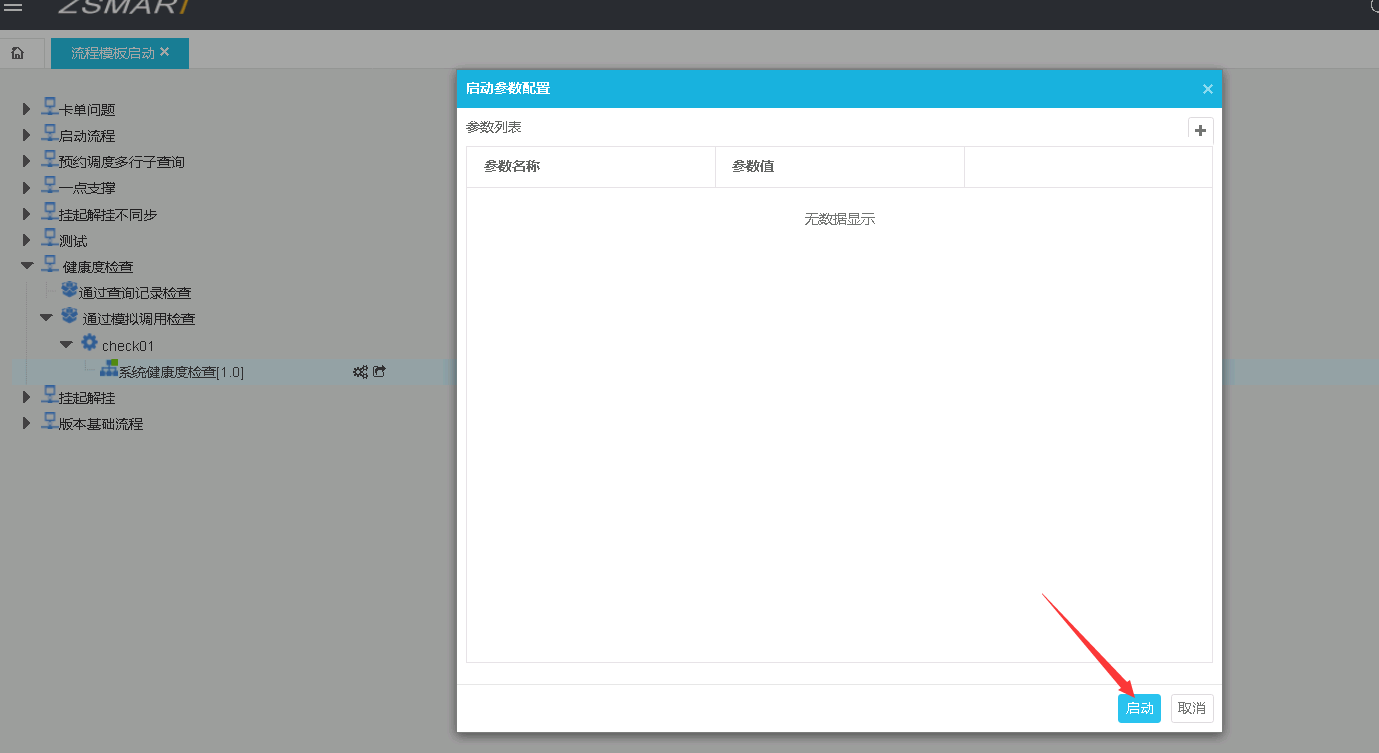 ZSMART
流程模板启动
卡单问题
启动流程
预约调度多行子查询
一点支撑
挂起解挂不同步
测试
健康度检查
通过查询记录检查
通过模拟调用检查
check01
系统健康度检查[1.0]
挂起解挂
版本基础流程
启动参数配置
参数列表
参数名称 参数值
无数据显示
启动 取消